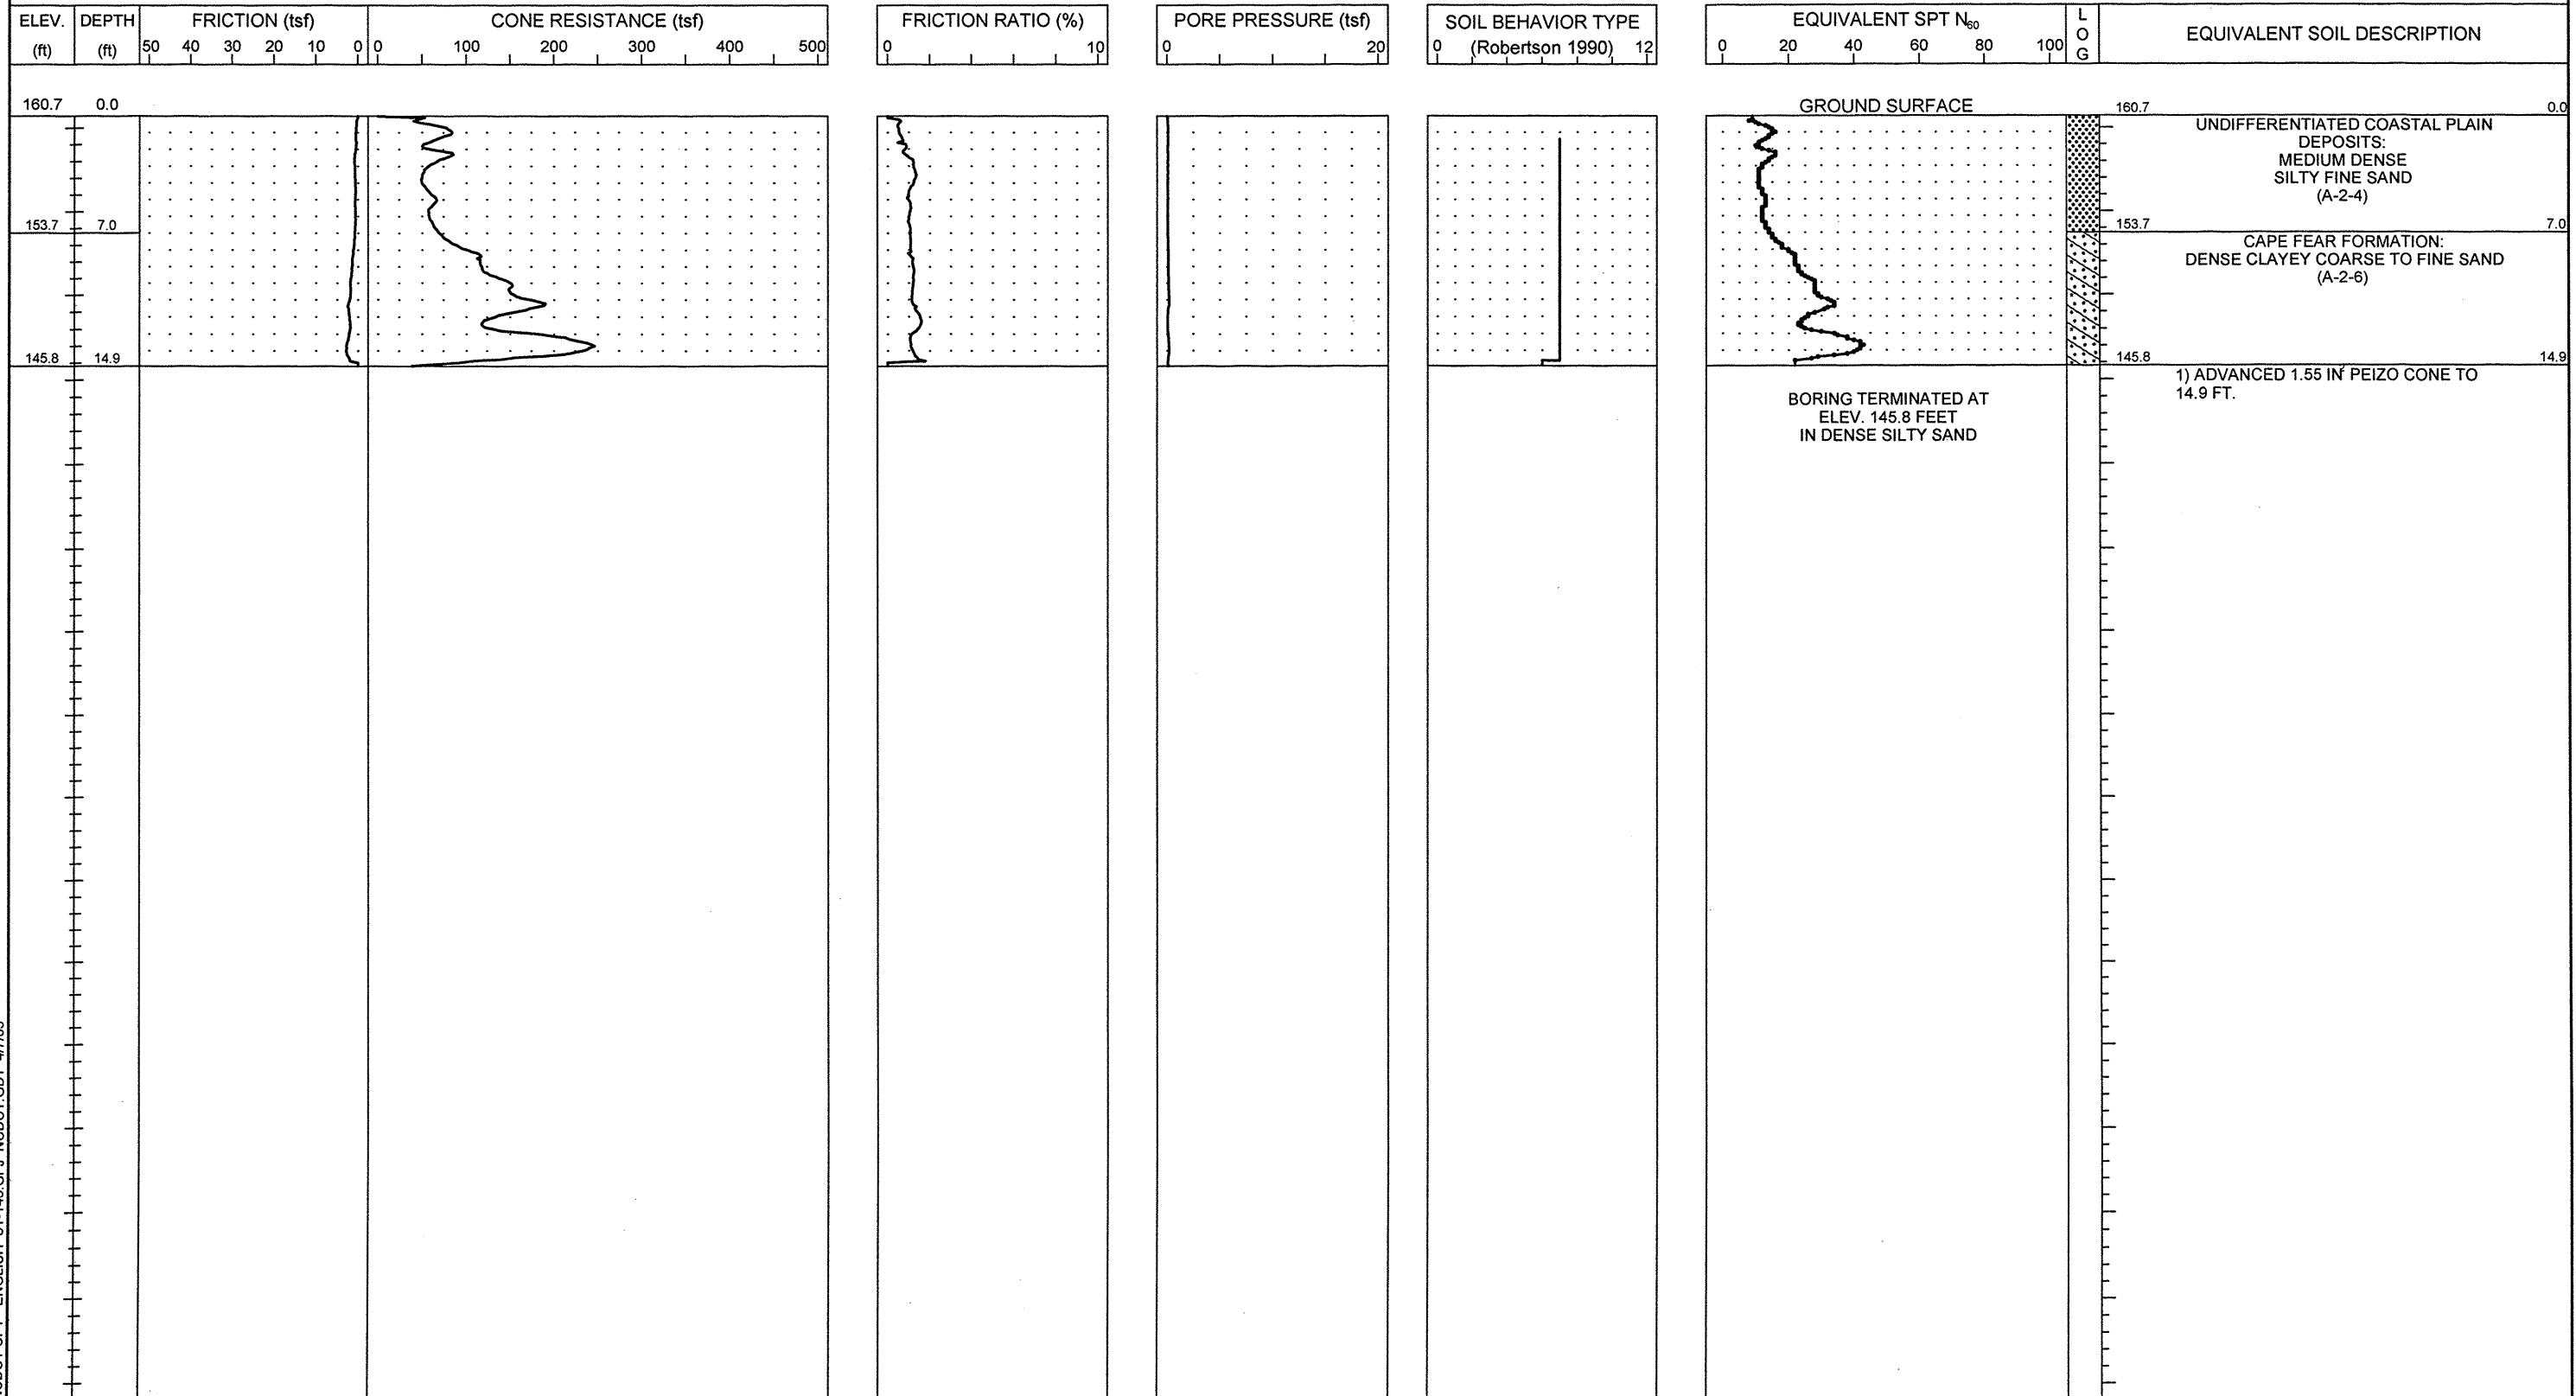 ELEV.
(ft)
DEPTH
(ft)
FRICTION (tsf)
50 40 30 20 10 0
CONE RESISTANCE (tsf)
0 100 200 300 400 500
FRICTION RATIO (%)
0 10
PORE PRESSURE (tsf)
0 20
SOIL BEHAVIOR TYPE
(Robertson 1990)
0 12
EQUIVALENT SPT N60
0 20 40 60 80 100
L
O
G
EQUIVALENT SOIL DESCRIPTION
160.7 0.0
GROUND SURFACE
160.7 0.0
UNDIFFERENTIATED COASTAL PLAIN
DEPOSITS:
MEDIUM DENSE
SILTY FINE SAND
(A-2-4)
153.7 7.0
153.7 7.0
CAPE FEAR FORMATION:
DENSE CLAYEY COARSE TO FINE SAND
(A-2-6)
145.8 14.9
145.8 14.9
BORING TERMINATED AT
ELEV. 145.8 FEET
IN DENSE SILTY SAND
1) ADVANCED 1.55 IN PEIZO CONE TO
14.9 FT.